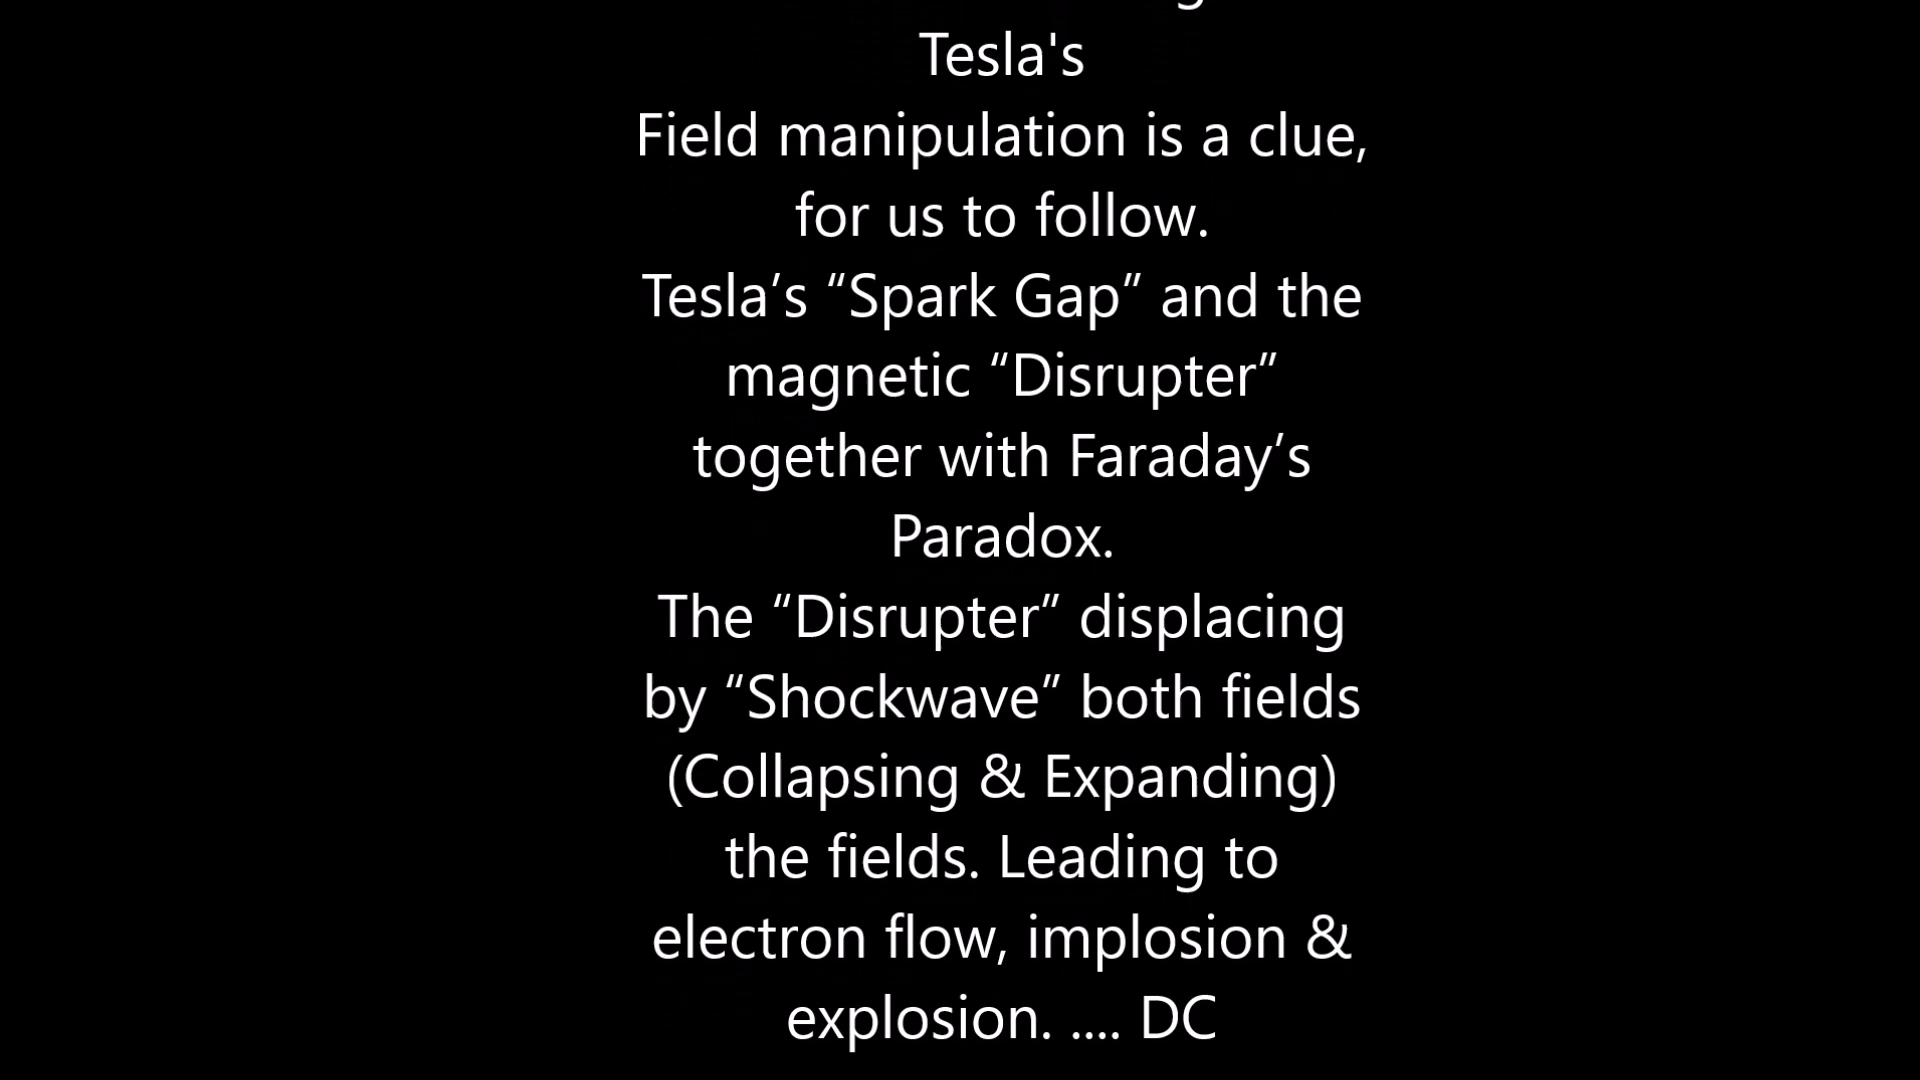 Tesla's
Field manipulation is a clue,
for us to follow.
Tesla’s “Spark Gap” and the
magnetic “Disrupter”
together with Faraday’s
Paradox.
The “Disrupter” displacing
by “Shockwave” both fields
(Collapsing & Expanding)
the fields. Leading to
electron flow, implosion &
explosion. .... DC